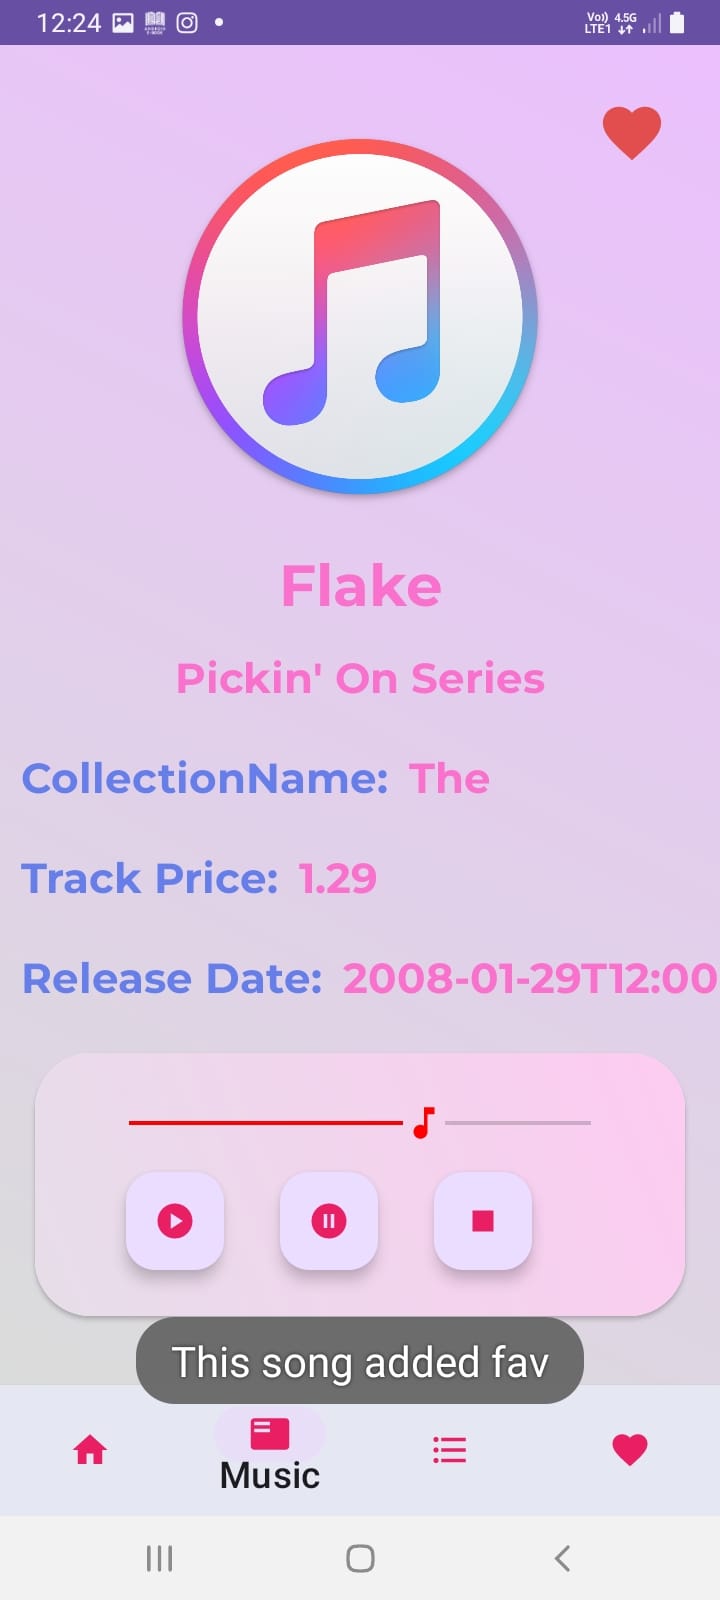 12:24
Vo)) 4.5G
LTE1
Flake
Pickin' On Series
CollectionName: The
Track Price: 1.29
Release Date: 2008-01-29T12:00
This song added fav
Music